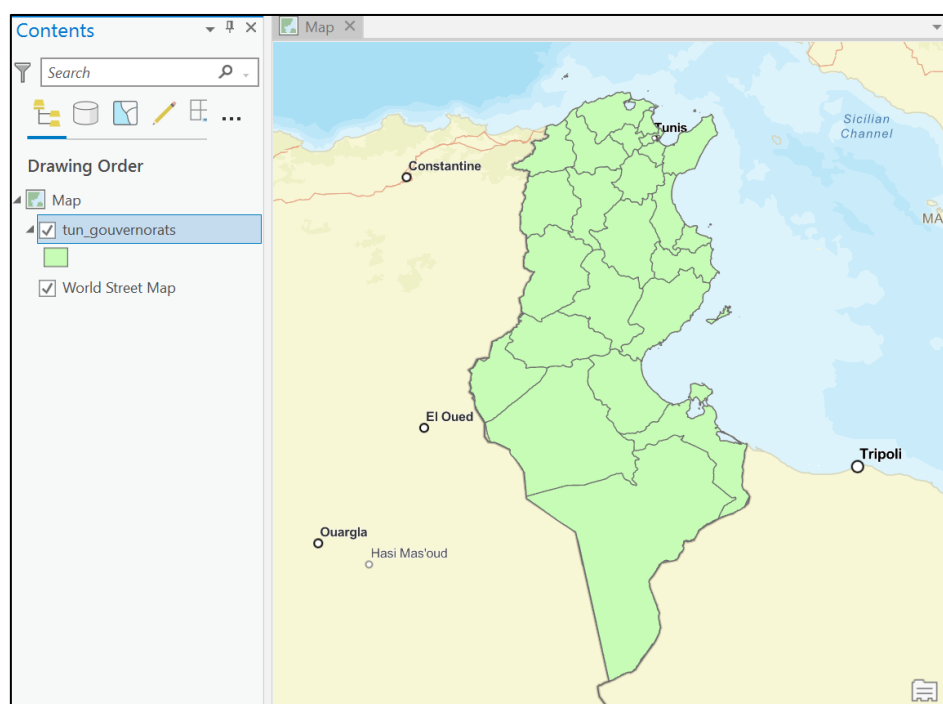 Contents
Search
Drawing Order
Map
tun_gouvernorats
World Street Map
Map
Tunis
Sicilian
Channel
Constantine
MA
El Oued
Tripoli
Ouargla
Hasi Mas'oud